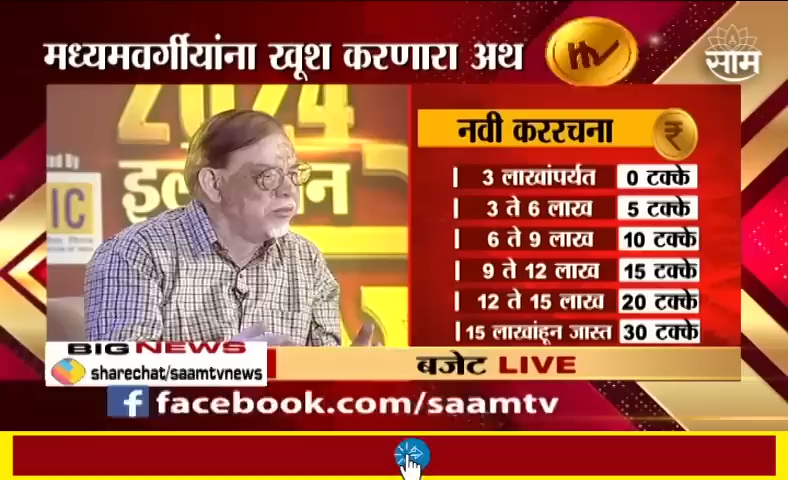 मध्यमवर्गीयांना खूश करणारा अथ
साम
2024
नवी कररचना
3 लाखांपर्यंत 0 टक्के
3 ते 6 लाख 5 टक्के
6 ते 9 लाख 10 टक्के
9 ते 12 लाख 15 टक्के
12 ते 15 लाख 20 टक्के
15 लाखांहून जास्त 30 टक्के
IC
BIG NEWS
sharechat/saamtvnews
बजेट LIVE
facebook.com/saamtv